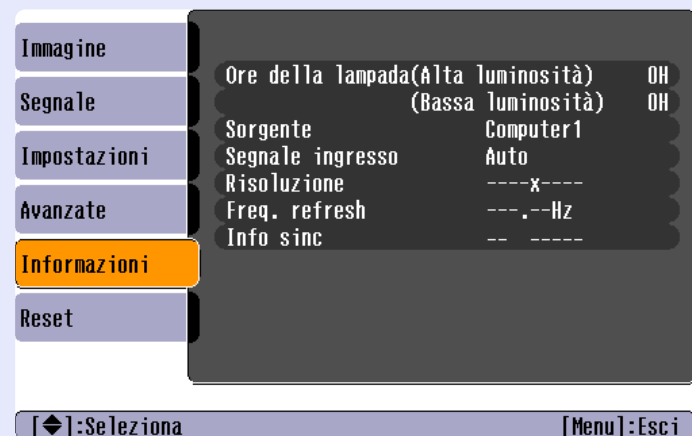 Immagine
Segnale
Impostazioni
Avanzate
Informazioni
Reset
Ore della lampada(Alta luminosità) 0H
(Bassa luminosità) 0H
Sorgente Computer1
Segnale ingresso Auto
Risoluzione ----x----
Freq. refresh ---.--Hz
Info sinc -- -----
[◆]:Seleziona [Menu]:Esci